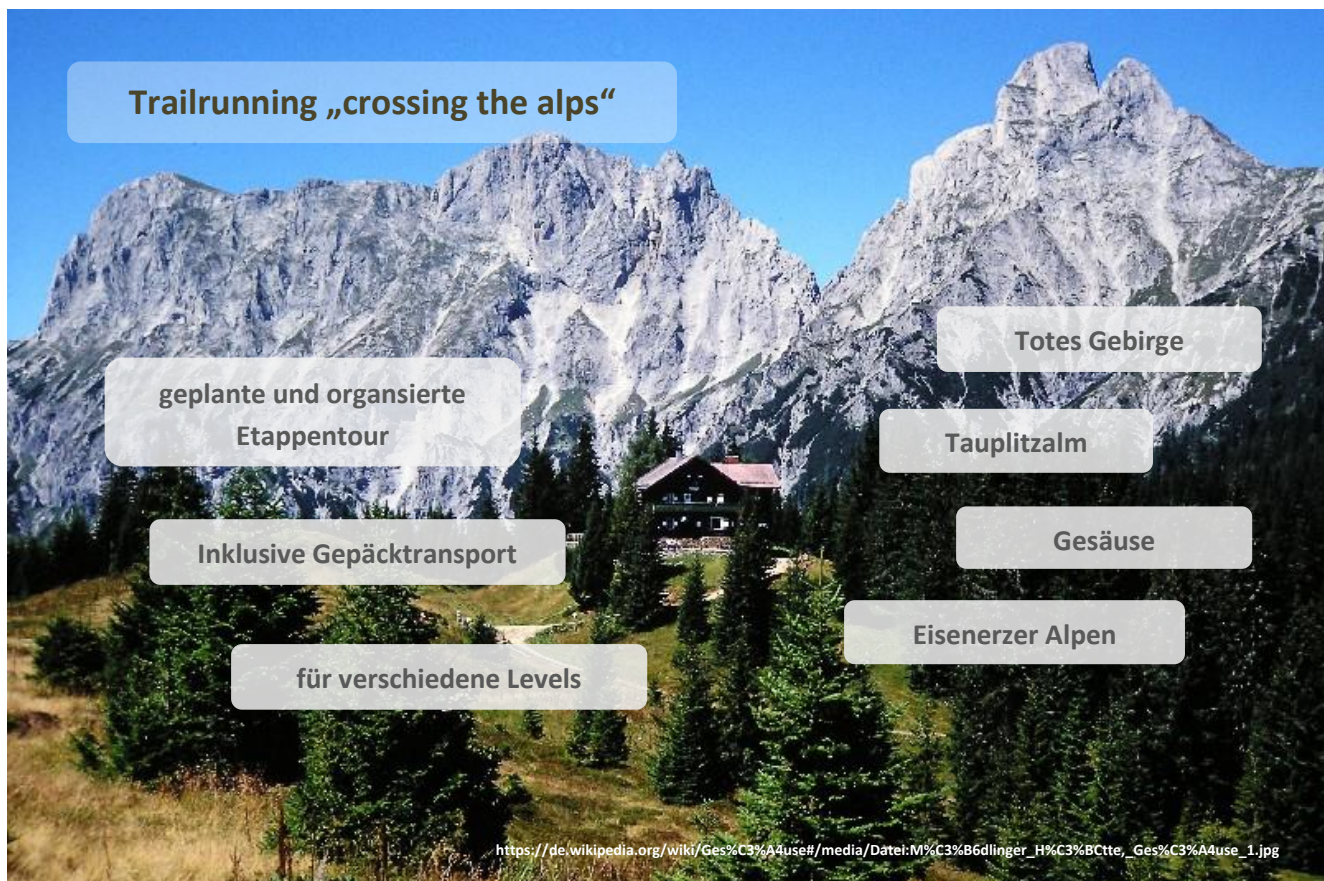 Trailrunning „crossing the alps“
geplante und organsierte
Etappentour
Inklusive Gepäcktransport
für verschiedene Levels
Totes Gebirge
Tauplitzalm
Gesäuse
Eisenerzer Alpen
https://de.wikipedia.org/wiki/Ges%C3%A4use#/media/Datei:M%C3%B6dlinger_H%C3%BCtte,_Ges%C3%A4use_1.jpg